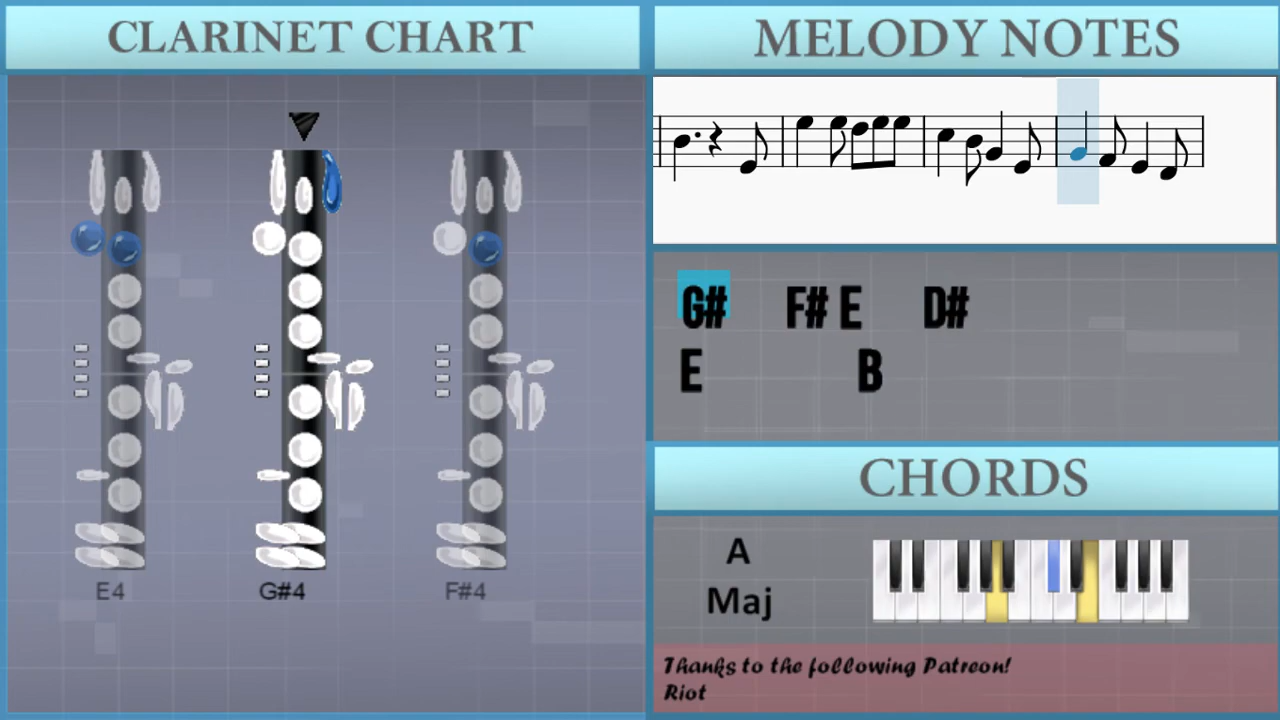 CLARINET CHART
MELODY NOTES
G# F# E D#
E B
CHORDS
A
Maj
E4 G#4 F#4
Thanks to the following Patreon!
Riot